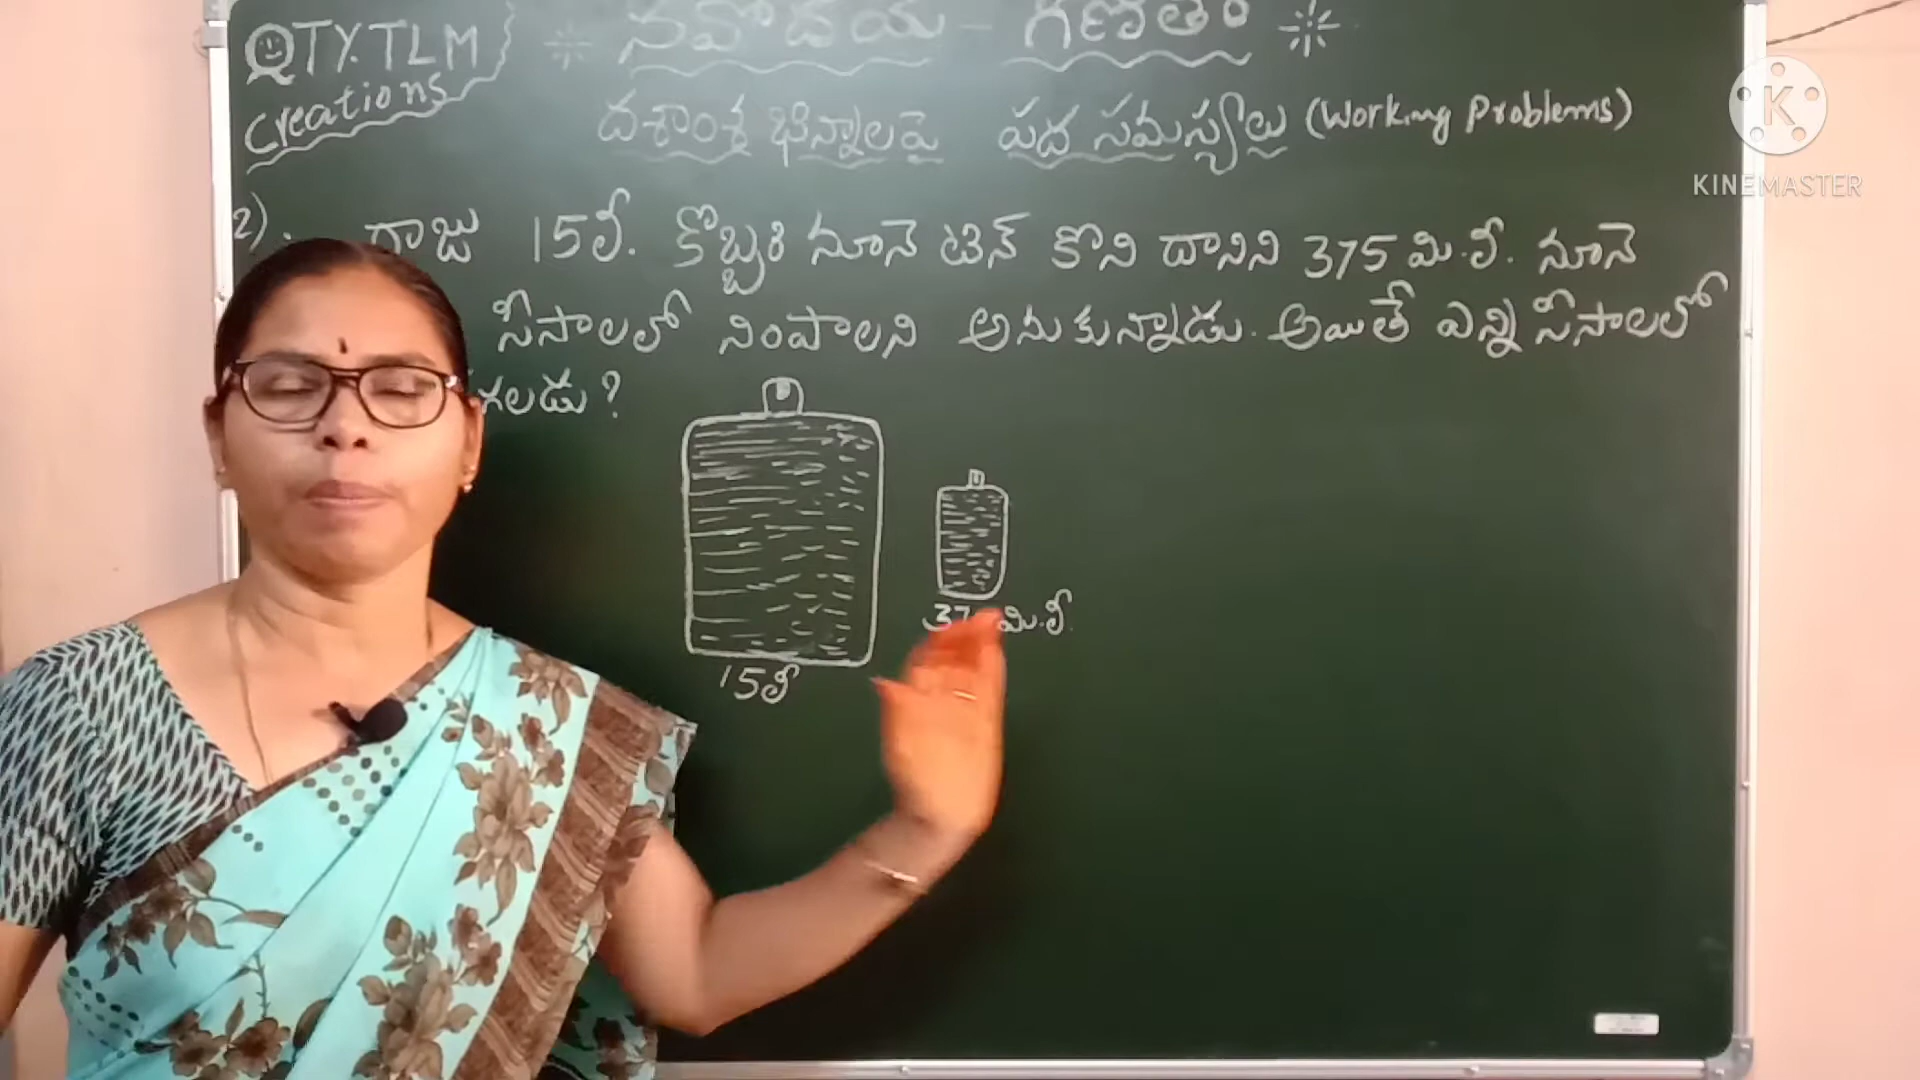 QTY.TLM
Creations
నవోదయ - గణితం
దశాంశ భిన్నాలపై పద సమస్యలు (Working Problems)
2). రాజు 15లీ. కొబ్బరి నూనె టిన్ కొని దానిని 375 మి.లీ. నూనె
సీసాలలో నింపాలని అనుకున్నాడు. అయితే ఎన్ని సీసాలలో
గలడు?
15లీ
మి.లీ.
KINEMASTER